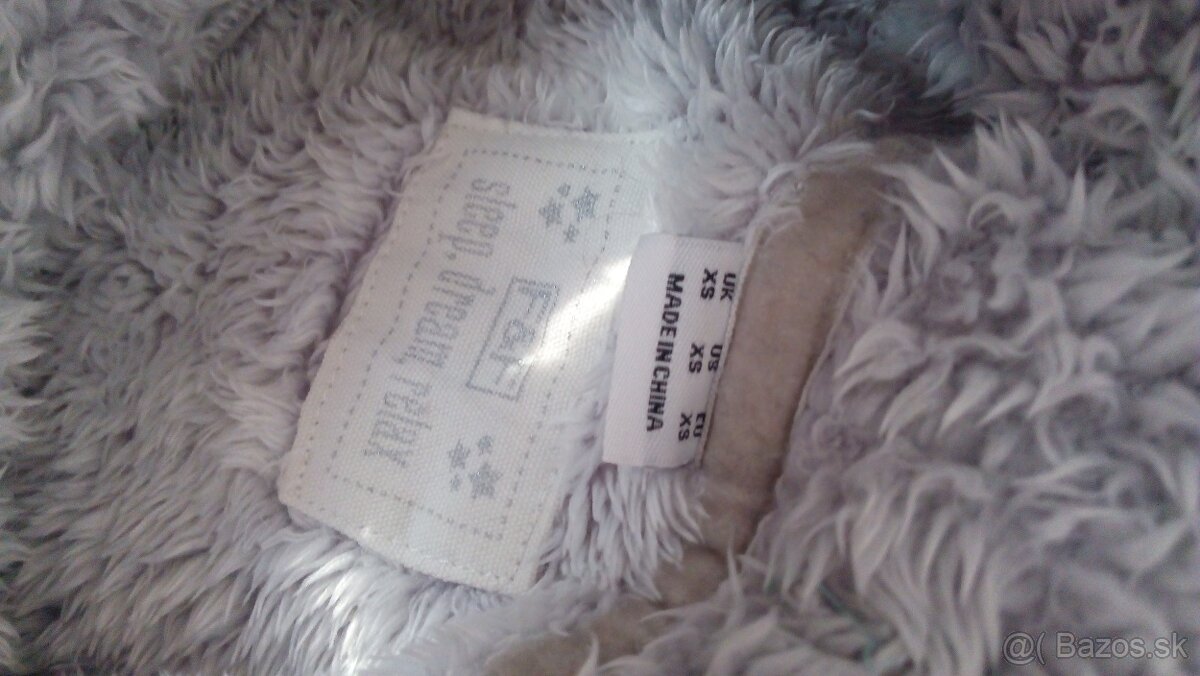 F&F
sleep, dream relax
UK US EU
XS XS XS
MADE IN CHINA
@( Bazos.sk